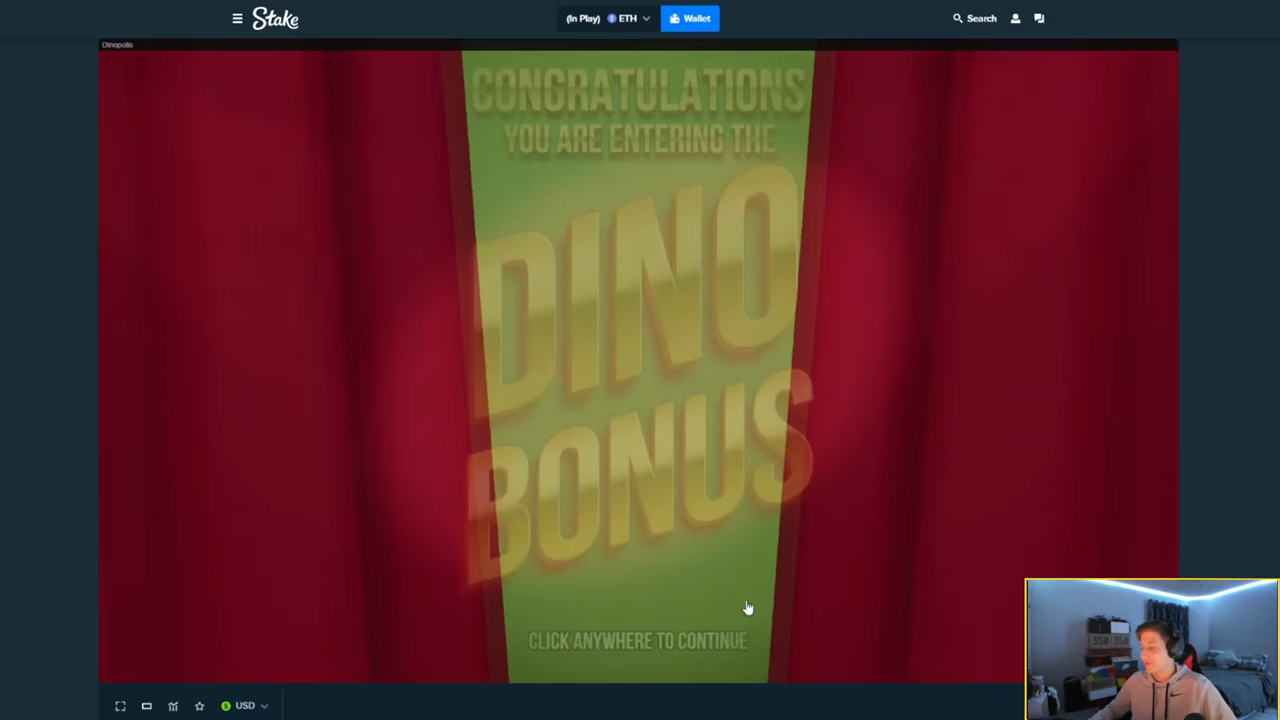 Stake
(In Play) ETH
Wallet
Search
Dinopolis
CONGRATULATIONS
YOU ARE ENTERING THE
DINO
BONUS
CLICK ANYWHERE TO CONTINUE
USD